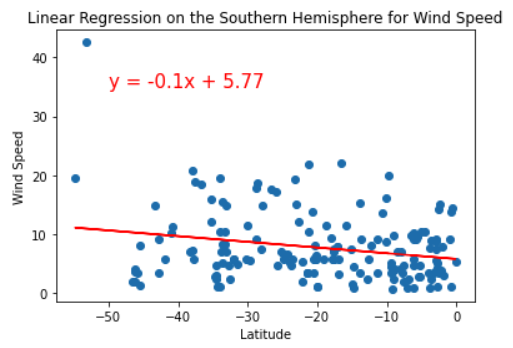 Linear Regression on the Southern Hemisphere for Wind Speed
y = -0.1x + 5.77
Wind Speed
40
30
20
10
0
−50 −40 −30 −20 −10 0
Latitude